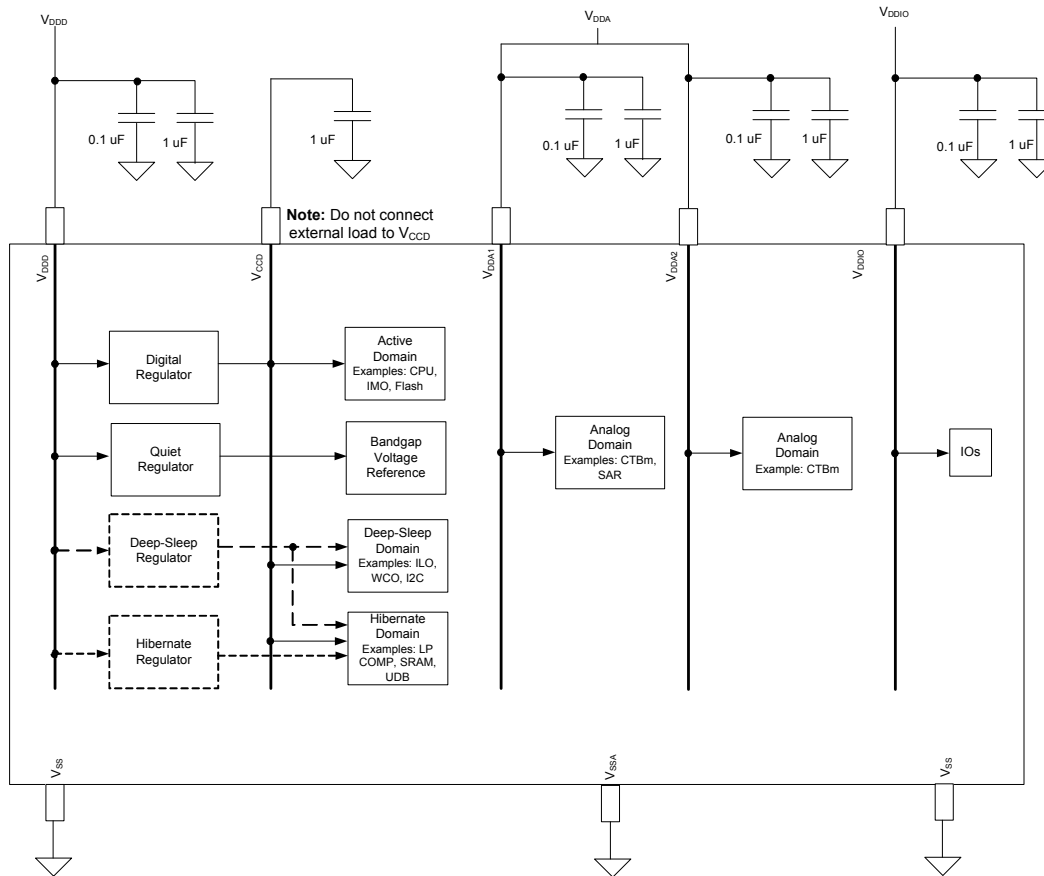 VDDD
VDDA
VDDIO
0.1 uF
1 uF
1 uF
0.1 uF
1 uF
0.1 uF
1 uF
0.1 uF
1 uF
Note: Do not connect
external load to VCCD
VDDD
VCCD
VDDA1
VDDA2
VDDIO
Digital
Regulator
Active
Domain
Examples: CPU,
IMO, Flash
Quiet
Regulator
Bandgap
Voltage
Reference
Analog
Domain
Examples: CTBm,
SAR
Analog
Domain
Example: CTBm
IOs
Deep-Sleep
Regulator
Deep-Sleep
Domain
Examples: ILO,
WCO, I2C
Hibernate
Regulator
Hibernate
Domain
Examples: LP
COMP, SRAM,
UDB
VSS
VSSA
VSS